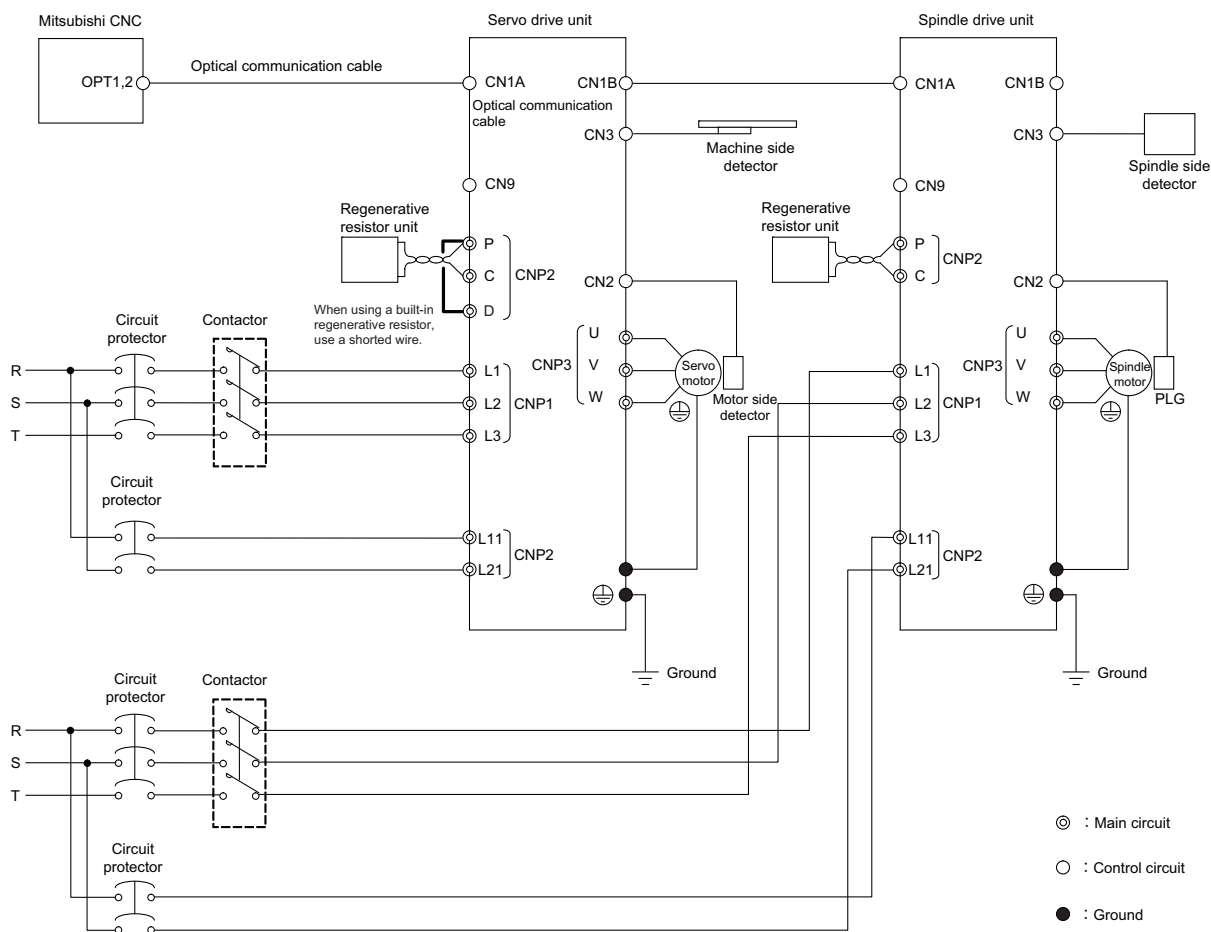 Mitsubishi CNC
Servo drive unit
Spindle drive unit
OPT1,2
Optical communication cable
CN1A
CN1B
Optical communication
cable
CN3
Machine side
detector
CN1A
CN1B
CN3
Spindle side
detector
CN9
CN9
Regenerative
resistor unit
P
C
D
CNP2
When using a built-in
regenerative resistor,
use a shorted wire.
Regenerative
resistor unit
P
C
CNP2
CN2
CN2
Circuit
protector
Contactor
R
S
T
L1
L2
L3
CNP1
CNP3
U
V
W
Servo
motor
Motor side
detector
L1
L2
L3
CNP1
CNP3
U
V
W
Spindle
motor
PLG
Circuit
protector
L11
L21
CNP2
L11
L21
CNP2
Ground
Ground
Circuit
protector
Contactor
R
S
T
Circuit
protector
: Main circuit
: Control circuit
: Ground